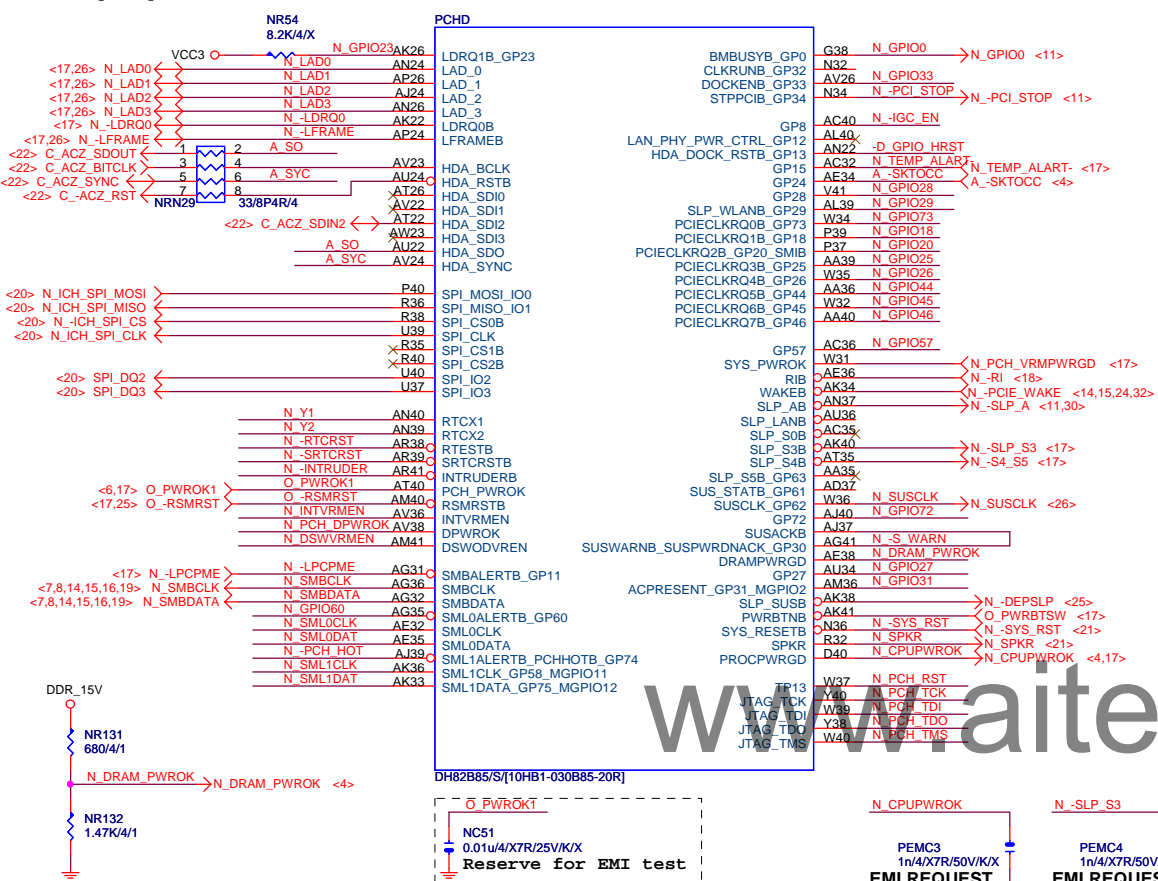 NR54
8.2K/4/X
PCHD
VCC3 N_GPIO23 AK26 LDRQ1B_GP23
<17,26> N_LAD0 N_LAD0 AN24 LAD_0
<17,26> N_LAD1 N_LAD1 AP26 LAD_1
<17,26> N_LAD2 N_LAD2 AJ24 LAD_2
<17,26> N_LAD3 N_LAD3 AN26 LAD_3
<17> N_-LDRQ0 N_-LDRQ0 AK22 LDRQ0B
<17,26> N_-LFRAME N_-LFRAME AP24 LFRAMEB
<22> C_ACZ_SDOUT 1 2 A_SO
<22> C_ACZ_BITCLK 3 4 AV23 HDA_BCLK
<22> C_ACZ_SYNC 5 6 A_SYC AU24 HDA_RSTB
<22> C_-ACZ_RST 7 8 AT26 HDA_SDI0
NRN29 33/8P4R/4 AV22 HDA_SDI1
<22> C_ACZ_SDIN2 AT22 HDA_SDI2
AW23 HDA_SDI3
A_SO AU22 HDA_SDO
A_SYC AV24 HDA_SYNC
<20> N_ICH_SPI_MOSI P40 SPI_MOSI_IO0
<20> N_ICH_SPI_MISO R36 SPI_MISO_IO1
<20> N_-ICH_SPI_CS R38 SPI_CS0B
<20> N_ICH_SPI_CLK U39 SPI_CLK
R35 SPI_CS1B
R40 SPI_CS2B
<20> SPI_DQ2 U40 SPI_IO2
<20> SPI_DQ3 U37 SPI_IO3
N_Y1 AN40 RTCX1
N_Y2 AN39 RTCX2
N_-RTCRST AR38 RTESTB
N_-SRTCRST AR39 SRTCRSTB
N_-INTRUDER AR41 INTRUDERB
<6,17> O_PWROK1 O_PWROK1 AT40 PCH_PWROK
<17,25> O_-RSMRST O_-RSMRST AM40 RSMRSTB
N_INTVRMEN AV36 INTVRMEN
N_PCH_DPWROK AV38 DPWROK
N_DSWVRMEN AM41 DSWODVREN
<17> N_-LPCPME N_-LPCPME AG31 SMBALERTB_GP11
<7,8,14,15,16,19> N_SMBCLK N_SMBCLK AG36 SMBCLK
<7,8,14,15,16,19> N_SMBDATA N_SMBDATA AG32 SMBDATA
N_GPIO60 AG35 SML0ALERTB_GP60
N_SML0CLK AE32 SML0CLK
N_SML0DAT AE35 SML0DATA
N_-PCH_HOT AJ39 SML1ALERTB_PCHHOTB_GP74
N_SML1CLK AK36 SML1CLK_GP58_MGPIO11
N_SML1DAT AK33 SML1DATA_GP75_MGPIO12
BMBUSYB_GP0 G38 N_GPIO0 N_GPIO0 <11>
CLKRUNB_GP32 N32
DOCKENB_GP33 AV26 N_GPIO33
STPPCIB_GP34 N34 N_-PCI_STOP N_-PCI_STOP <11>
GP8 AC40 N_-IGC_EN
LAN_PHY_PWR_CTRL_GP12 AL40
HDA_DOCK_RSTB_GP13 AN22 -D_GPIO_HRST
GP15 AC32 N_TEMP_ALART- N_TEMP_ALART- <17>
GP24 AE34 A_-SKTOCC A_-SKTOCC <4>
GP28 V41 N_GPIO28
SLP_WLANB_GP29 AL39 N_GPIO29
PCIECLKRQ0B_GP73 W34 N_GPIO73
PCIECLKRQ1B_GP18 P39 N_GPIO18
PCIECLKRQ2B_GP20_SMIB P37 N_GPIO20
PCIECLKRQ3B_GP25 AA39 N_GPIO25
PCIECLKRQ4B_GP26 W35 N_GPIO26
PCIECLKRQ5B_GP44 AA36 N_GPIO44
PCIECLKRQ6B_GP45 W32 N_GPIO45
PCIECLKRQ7B_GP46 AA40 N_GPIO46
GP57 AC36 N_GPIO57
SYS_PWROK W31 N_PCH_VRMPWRGD <17>
RIB AE36 N_-RI <18>
WAKEB AK34 N_-PCIE_WAKE <14,15,24,32>
SLP_AB AN37 N_-SLP_A <11,30>
SLP_LANB AU36
SLP_S0B AC35
SLP_S3B AK40 N_-SLP_S3 <17>
SLP_S4B AT35 N_-S4_S5 <17>
SLP_S5B_GP63 AA35
SUS_STATB_GP61 AD37
SUSCLK_GP62 W36 N_SUSCLK N_SUSCLK <26>
GP72 AJ40 N_GPIO72
SUSACKB AJ37
SUSWARNB_SUSPWRDNACK_GP30 AG41 N_-S_WARN
DRAMPWRGD AE38 N_DRAM_PWROK
GP27 AU34 N_GPIO27
ACPRESENT_GP31_MGPIO2 AM36 N_GPIO31
SLP_SUSB AK38 N_-DEPSLP <25>
PWRBTNB AK41 O_PWRBTSW <17>
SYS_RESETB N36 N_-SYS_RST N_-SYS_RST <21>
SPKR R32 N_SPKR N_SPKR <21>
PROCPWRGD D40 N_CPUPWROK N_CPUPWROK <4,17>
TP13 W37 N_PCH_RST
JTAG_TCK Y40 N_PCH_TCK
JTAG_TDI W39 N_PCH_TDI
JTAG_TDO Y38 N_PCH_TDO
JTAG_TMS W40 N_PCH_TMS
www.aite
DH82B85/S/[10HB1-030B85-20R]
DDR_15V
NR131
680/4/1
N_DRAM_PWROK N_DRAM_PWROK <4>
NR132
1.47K/4/1
O_PWROK1
NC51
0.01u/4/X7R/25V/K/X
Reserve for EMI test
N_CPUPWROK
PEMC3
1n/4/X7R/50V/K/X
EMI REQUEST
N_-SLP_S3
PEMC4
1n/4/X7R/50V
EMI REQUES